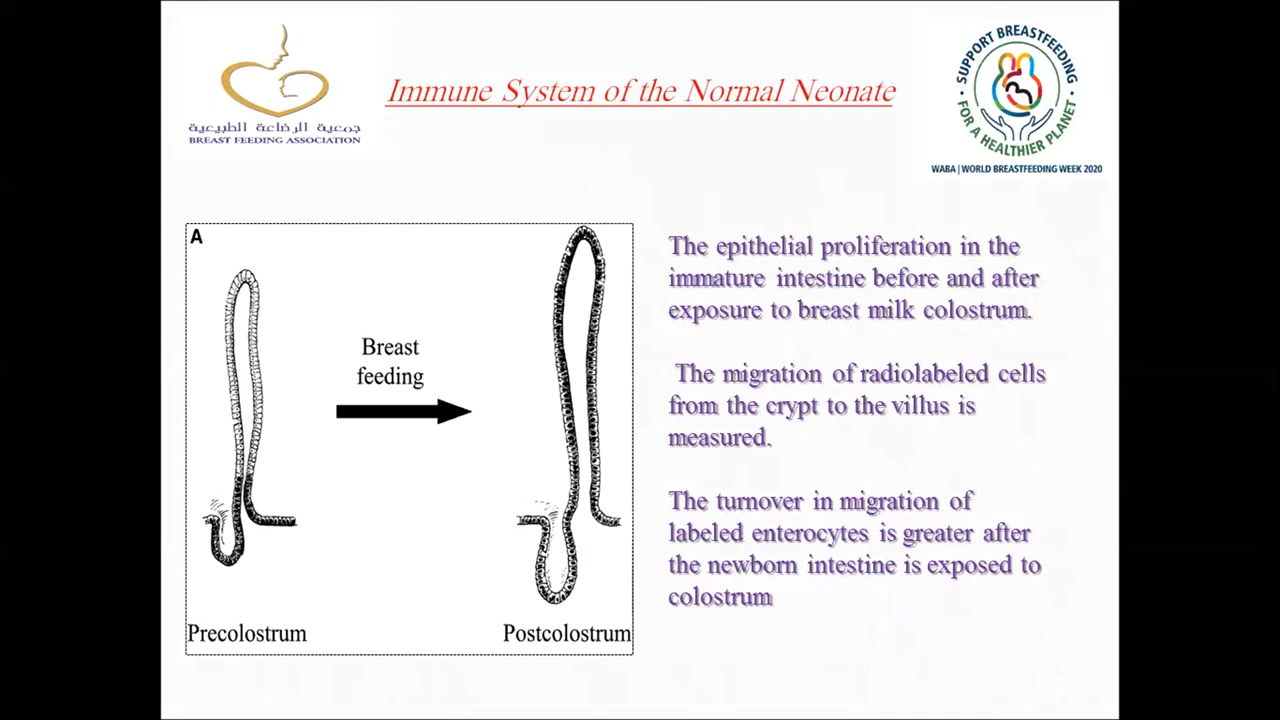 جمعية الرضاعة الطبيعية
BREAST FEEDING ASSOCIATION
Immune System of the Normal Neonate
SUPPORT BREASTFEEDING
FOR A HEALTHIER PLANET
WABA | WORLD BREASTFEEDING WEEK 2020
A
Breast
feeding
Precolostrum
Postcolostrum
The epithelial proliferation in the
immature intestine before and after
exposure to breast milk colostrum.
The migration of radiolabeled cells
from the crypt to the villus is
measured.
The turnover in migration of
labeled enterocytes is greater after
the newborn intestine is exposed to
colostrum